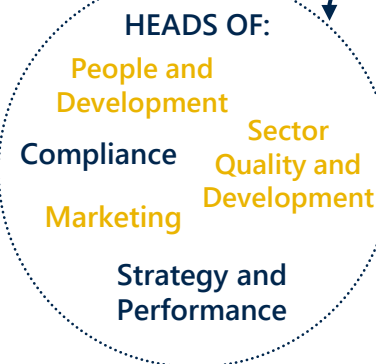 HEADS OF:
People and
Development
Compliance
Sector
Quality and
Development
Marketing
Strategy and
Performance